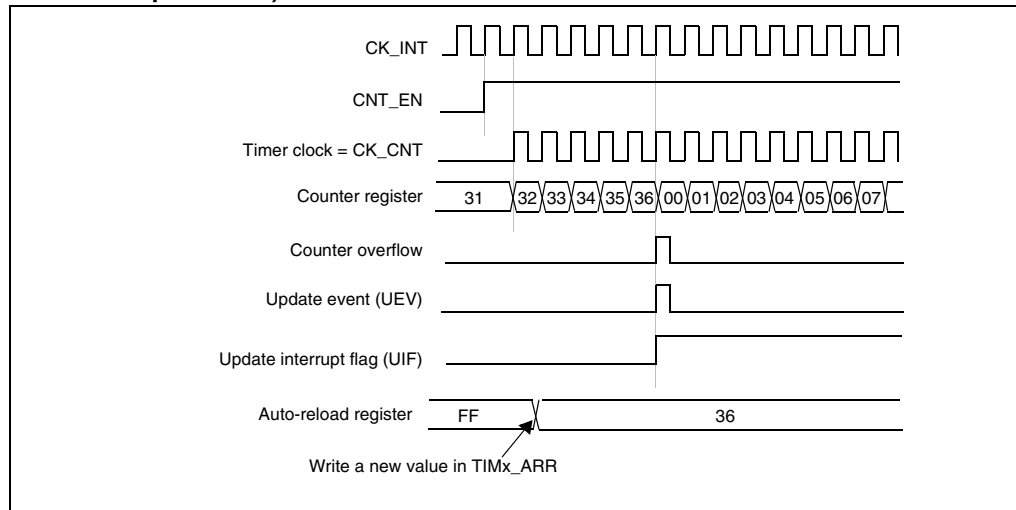 CK_INT
CNT_EN
Timer clock = CK_CNT
Counter register 31 32 33 34 35 36 00 01 02 03 04 05 06 07
Counter overflow
Update event (UEV)
Update interrupt flag (UIF)
Auto-reload register FF 36
Write a new value in TIMx_ARR